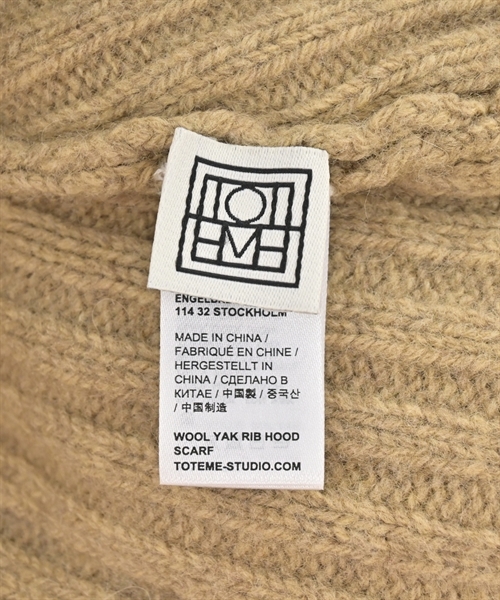 TOTEME
114 32 STOCKHOLM
MADE IN CHINA /
FABRIQUÉ EN CHINE /
HERGESTELLT IN
CHINA / СДЕЛАНО В
КИТАЕ / 中国製 / 중국산
/ 中国制造
WOOL YAK RIB HOOD
SCARF
TOTEME-STUDIO.COM